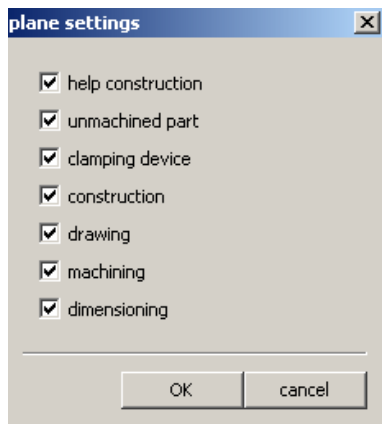 plane settings
help construction
unmachined part
clamping device
construction
drawing
machining
dimensioning
OK cancel